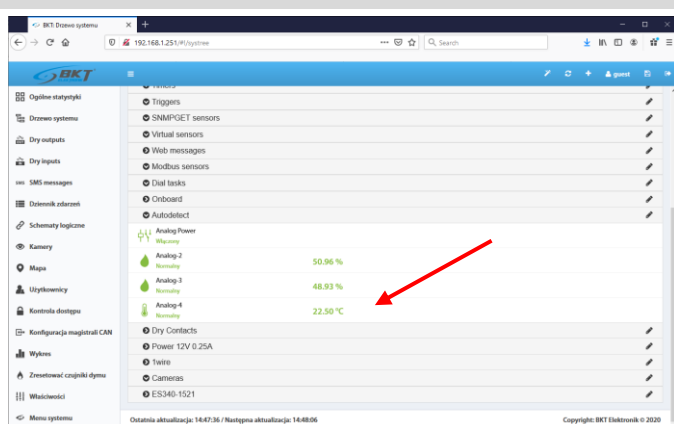 BKT: Drzewo systemu
192.168.1.251/#!/systree
Search
BKT
guest
Ogólne statystyki
Drzewo systemu
Dry outputs
Dry inputs
SMS SMS messages
Dziennik zdarzeń
Schematy logiczne
Kamery
Mapa
Użytkownicy
Kontrola dostępu
Konfiguracja magistrali CAN
Wykres
Zresetować czujniki dymu
Właściwości
Menu systemu
Timers
Triggers
SNMPGET sensors
Virtual sensors
Web messages
Modbus sensors
Dial tasks
Onboard
Autodetect
Analog Power
Włączony
Analog-2
Normalny
50.96 %
Analog-3
Normalny
48.93 %
Analog-4
Normalny
22.50 °C
Dry Contacts
Power 12V 0.25A
1wire
Cameras
ES340-1521
Ostatnia aktualizacja: 14:47:36 / Następna aktualizacja: 14:48:06
Copyright: BKT Elektronik © 2020